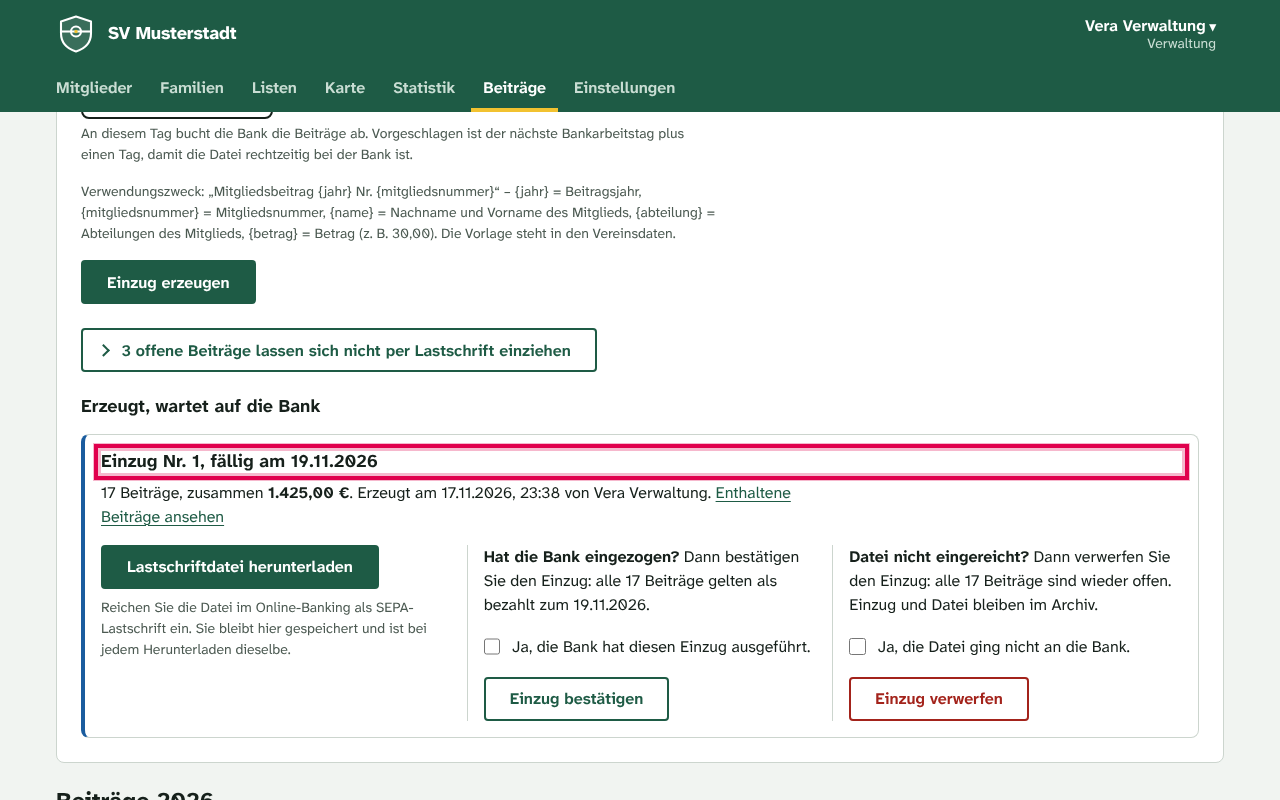 SV Musterstadt
Vera Verwaltung ▾
Verwaltung
Mitglieder Familien Listen Karte Statistik Beiträge Einstellungen
An diesem Tag bucht die Bank die Beiträge ab. Vorgeschlagen ist der nächste Bankarbeitstag plus
einen Tag, damit die Datei rechtzeitig bei der Bank ist.
Verwendungszweck: „Mitgliedsbeitrag {jahr} Nr. {mitgliedsnummer}“ – {jahr} = Beitragsjahr,
{mitgliedsnummer} = Mitgliedsnummer, {name} = Nachname und Vorname des Mitglieds, {abteilung} =
Abteilungen des Mitglieds, {betrag} = Betrag (z. B. 30,00). Die Vorlage steht in den Vereinsdaten.
Einzug erzeugen
3 offene Beiträge lassen sich nicht per Lastschrift einziehen
Erzeugt, wartet auf die Bank
Einzug Nr. 1, fällig am 19.11.2026
17 Beiträge, zusammen 1.425,00 €. Erzeugt am 17.11.2026, 23:38 von Vera Verwaltung. Enthaltene
Beiträge ansehen
Lastschriftdatei herunterladen
Reichen Sie die Datei im Online-Banking als SEPA-
Lastschrift ein. Sie bleibt hier gespeichert und ist bei
jedem Herunterladen dieselbe.
Hat die Bank eingezogen? Dann bestätigen
Sie den Einzug: alle 17 Beiträge gelten als
bezahlt zum 19.11.2026.
Ja, die Bank hat diesen Einzug ausgeführt.
Einzug bestätigen
Datei nicht eingereicht? Dann verwerfen Sie
den Einzug: alle 17 Beiträge sind wieder offen.
Einzug und Datei bleiben im Archiv.
Ja, die Datei ging nicht an die Bank.
Einzug verwerfen
Beiträge 2026